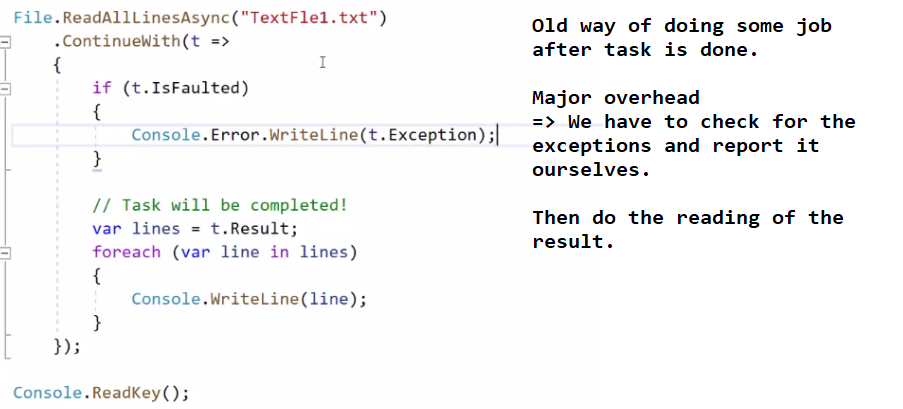 File.ReadAllLinesAsync("TextFle1.txt")
.ContinueWith(t =>
{
if (t.IsFaulted)
{
Console.Error.WriteLine(t.Exception);
}
// Task will be completed!
var lines = t.Result;
foreach (var line in lines)
{
Console.WriteLine(line);
}
});
Console.ReadKey();
Old way of doing some job
after task is done.
Major overhead
=> We have to check for the
exceptions and report it
ourselves.
Then do the reading of the
result.